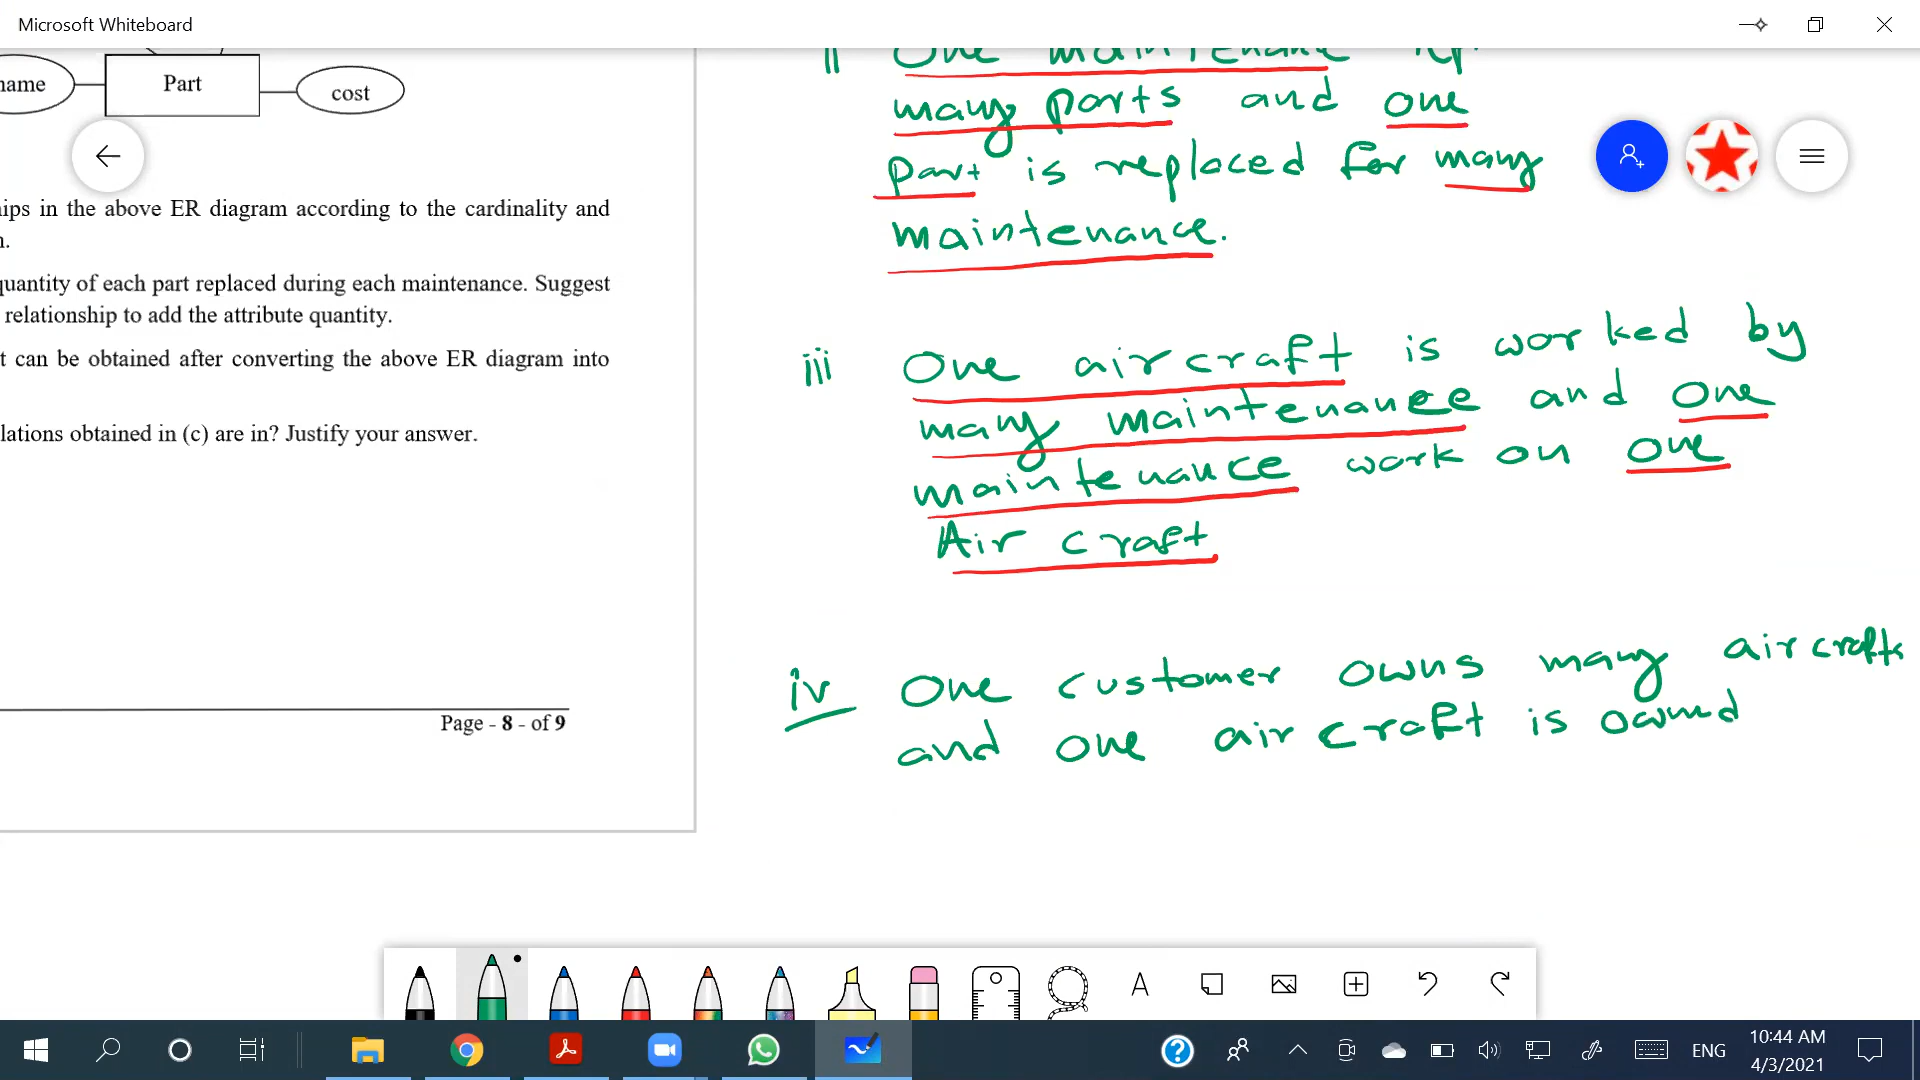 Microsoft Whiteboard
name
Part
cost
ips in the above ER diagram according to the cardinality and
quantity of each part replaced during each maintenance. Suggest
relationship to add the attribute quantity.
t can be obtained after converting the above ER diagram into
lations obtained in (c) are in? Justify your answer.
Page - 8 - of 9
ii One maintenance
many parts and one
part is replaced for many
maintenance.
iii One aircraft is worked by
many maintenance and one
maintenance work on one
Air craft
iv One customer owns many aircrafts
and one aircraft is owned
A
ENG
10:44 AM
4/3/2021